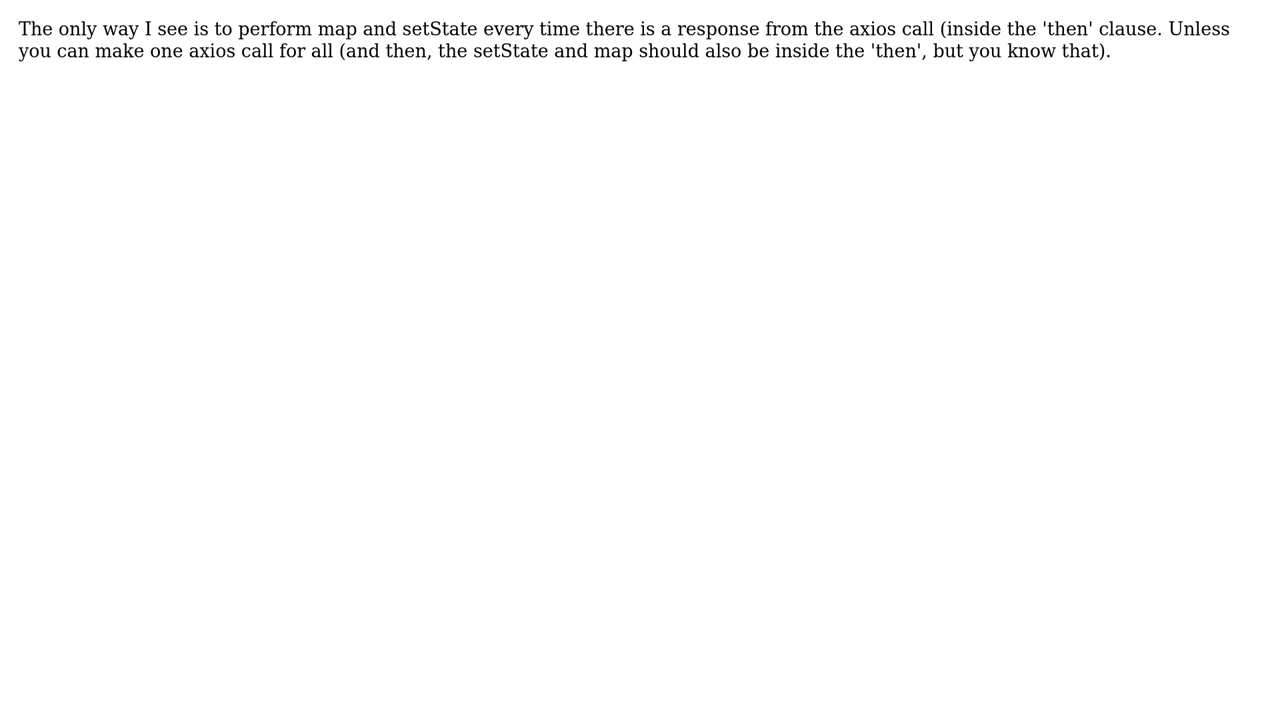 The only way I see is to perform map and setState every time there is a response from the axios call (inside the 'then' clause. Unless
you can make one axios call for all (and then, the setState and map should also be inside the 'then', but you know that).